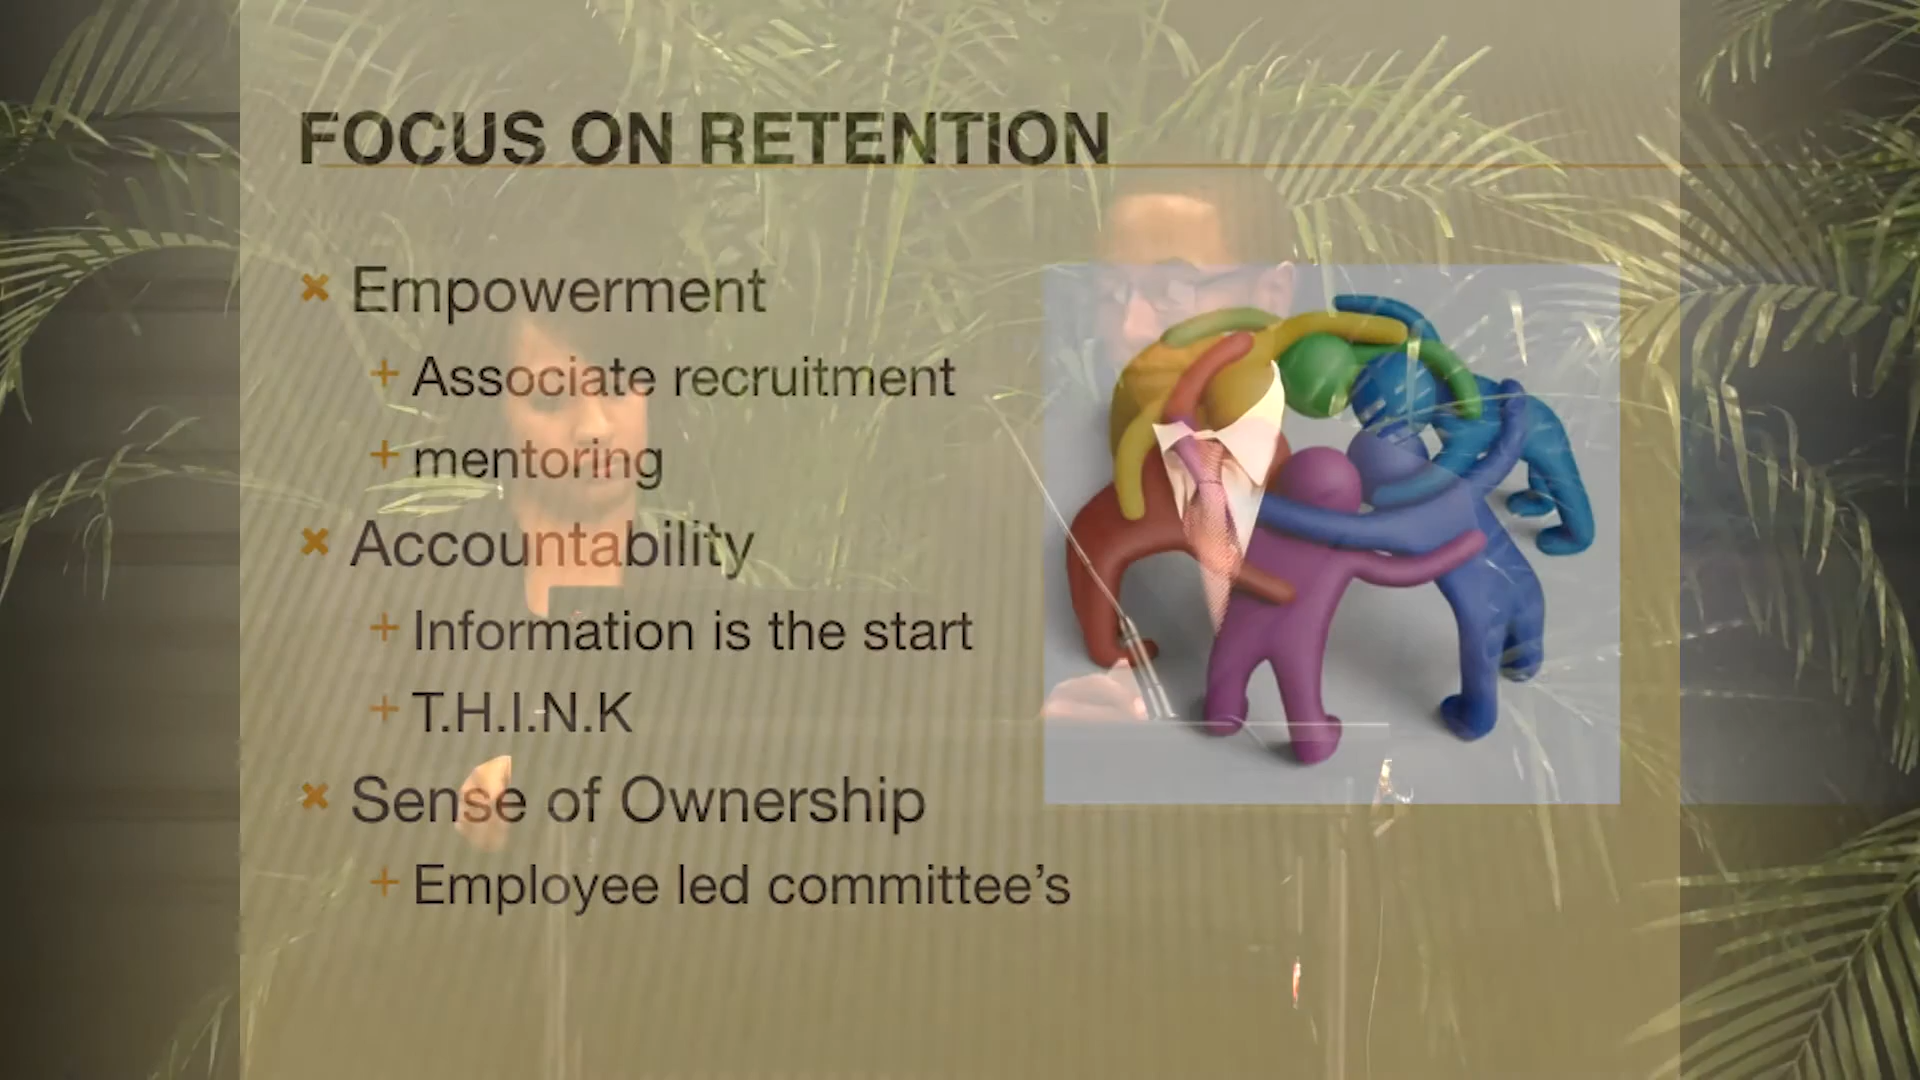 FOCUS ON RETENTION
Empowerment
Associate recruitment
mentoring
Accountability
Information is the start
T.H.I.N.K
Sense of Ownership
Employee led committee's